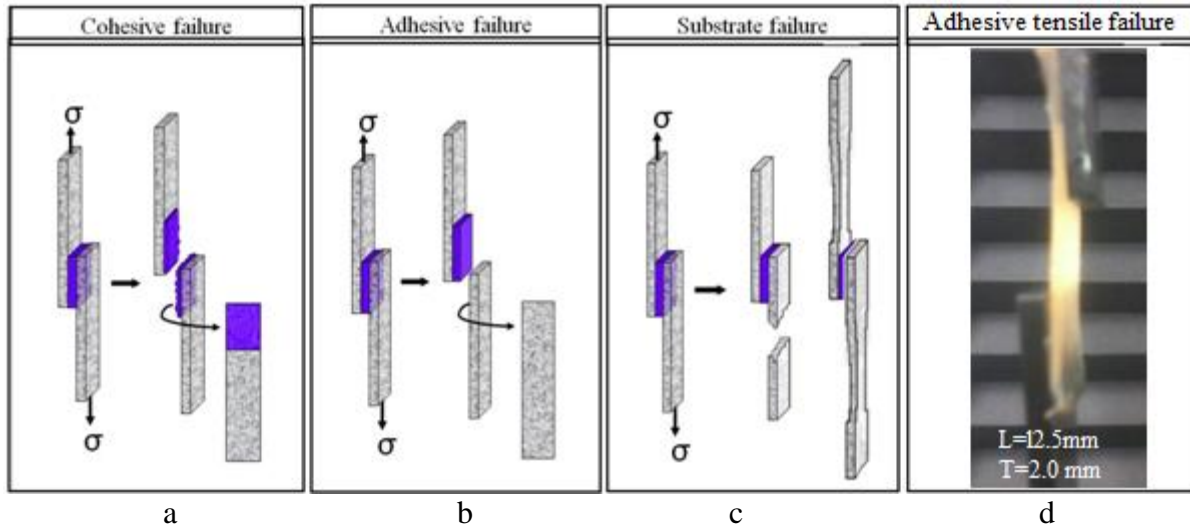 Cohesive failure
Adhesive failure
Substrate failure
Adhesive tensile failure
σ
σ
σ
σ
σ
σ
L=12.5mm
T=2.0 mm
a
b
c
d